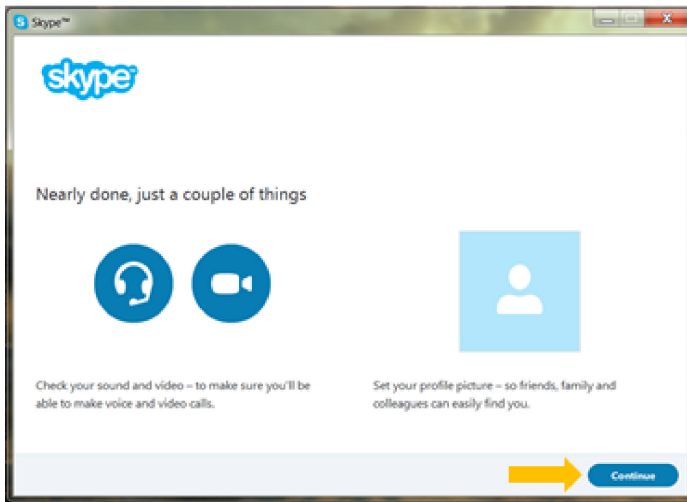 Skype™
skype™
Nearly done, just a couple of things
Check your sound and video – to make sure you'll be
able to make voice and video calls.
Set your profile picture – so friends, family and
colleagues can easily find you.
Continue